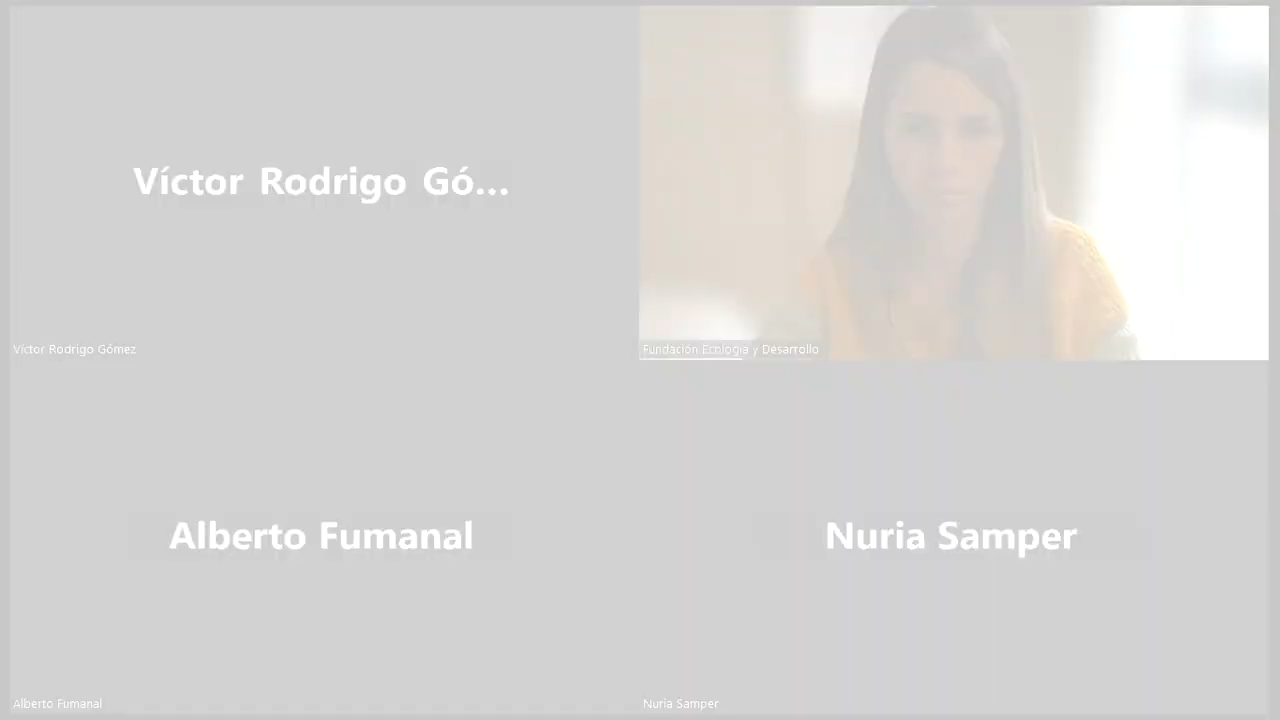 Víctor Rodrigo Gó...
Víctor Rodrigo Gómez
Fundación Ecología y Desarrollo
Alberto Fumanal
Nuria Samper
Alberto Fumanal
Nuria Samper